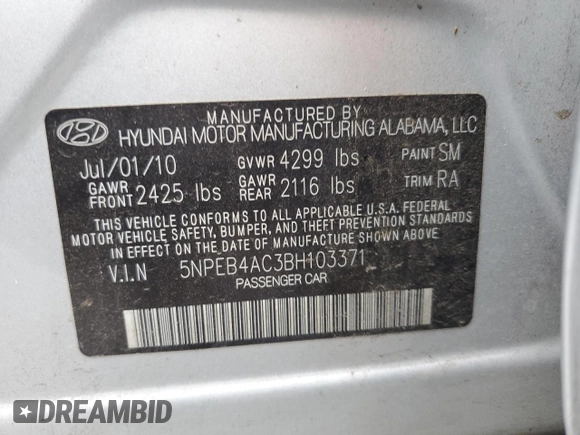 MANUFACTURED BY
HYUNDAI MOTOR MANUFACTURING ALABAMA, LLC
Jul/01/10 GVWR 4299 lbs PAINT SM
GAWR FRONT 2425 lbs GAWR REAR 2116 lbs TRIM RA
THIS VEHICLE CONFORMS TO ALL APPLICABLE U.S.A. FEDERAL
MOTOR VEHICLE SAFETY, BUMPER, AND THEFT PREVENTION STANDARDS
IN EFFECT ON THE DATE OF MANUFACTURE SHOWN ABOVE.
V.I.N 5NPEB4AC3BH103371
PASSENGER CAR
DREAMBID